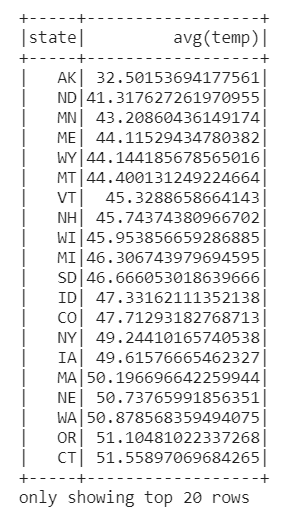 +-----+------------------+
|state|         avg(temp)|
+-----+------------------+
|   AK| 32.50153694177561|
|   ND|41.317627261970955|
|   MN| 43.20860436149174|
|   ME| 44.11529434780382|
|   WY|44.144185678565016|
|   MT|44.400131249224664|
|   VT|  45.3288658664143|
|   NH| 45.74374380966702|
|   WI|45.953856659286885|
|   MI|46.306743979694595|
|   SD|46.666053018639666|
|   ID| 47.33162111352138|
|   CO| 47.71293182768713|
|   NY| 49.24410165740538|
|   IA| 49.61576665462327|
|   MA|50.196696642259944|
|   NE| 50.73765991856351|
|   WA|50.878568359494075|
|   OR| 51.10481022337268|
|   CT| 51.55897069684265|
+-----+------------------+
only showing top 20 rows